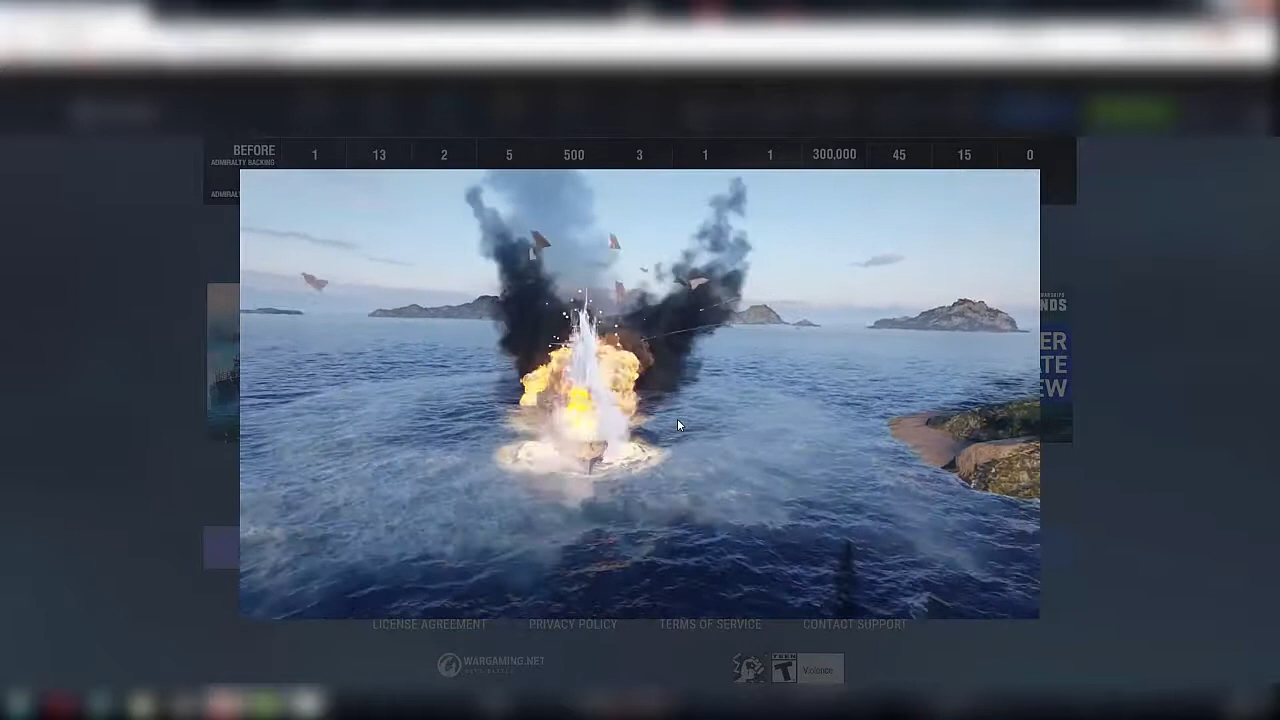 BEFORE 1 13 2 5 500 3 1 1 300,000 45 15 0
ADMIRALTY BACKING
ADMIRAL
NDS
ER
TE
EW
LICENSE AGREEMENT PRIVACY POLICY TERMS OF SERVICE CONTACT SUPPORT
WARGAMING.NET
TEEN
T Violence